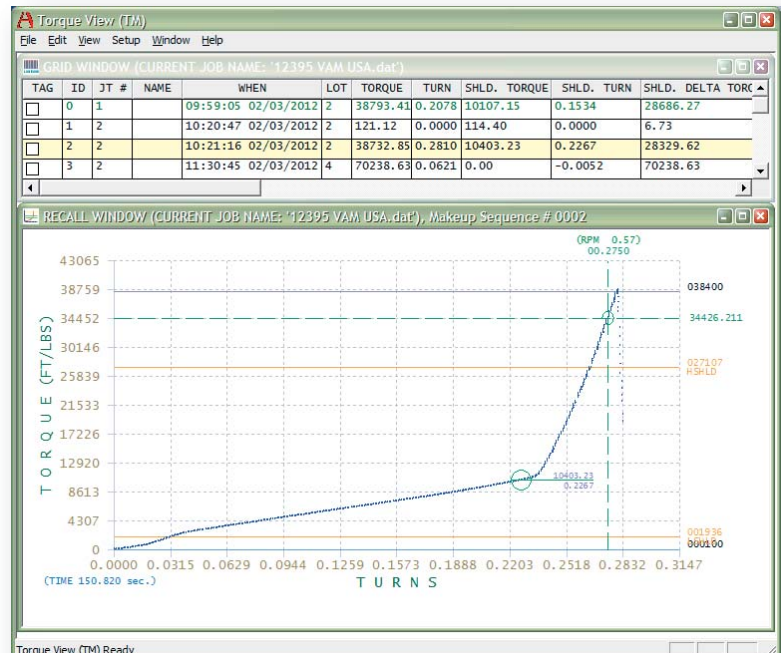 Torque View (TM)
File Edit View Setup Window Help
GRID WINDOW (CURRENT JOB NAME: '12395 VAM USA.dat')
TAG ID JT # NAME WHEN LOT TORQUE TURN SHLD. TORQUE SHLD. TURN SHLD. DELTA TORQ
0 1 09:59:05 02/03/2012 2 38793.41 0.2078 10107.15 0.1534 28686.27
1 2 10:20:47 02/03/2012 2 121.12 0.0000 114.40 0.0000 6.73
2 2 10:21:16 02/03/2012 2 38732.85 0.2810 10403.23 0.2267 28329.62
3 2 11:30:45 02/03/2012 4 70238.63 0.0621 0.00 -0.0052 70238.63
RECALL WINDOW (CURRENT JOB NAME: '12395 VAM USA.dat'), Makeup Sequence # 0002
(RPM 0.57)
00.2750
43065
38759
038400
34452
34426.211
30146
027107
HSHLD
25839
21533
17226
12920
10403.23
0.2267
8613
4307
001936
000100
0
TORQUE (FT/LBS)
0.0000 0.0315 0.0629 0.0944 0.1259 0.1573 0.1888 0.2203 0.2518 0.2832 0.3147
(TIME 150.820 sec.)
TURNS
Torque View (TM) Ready